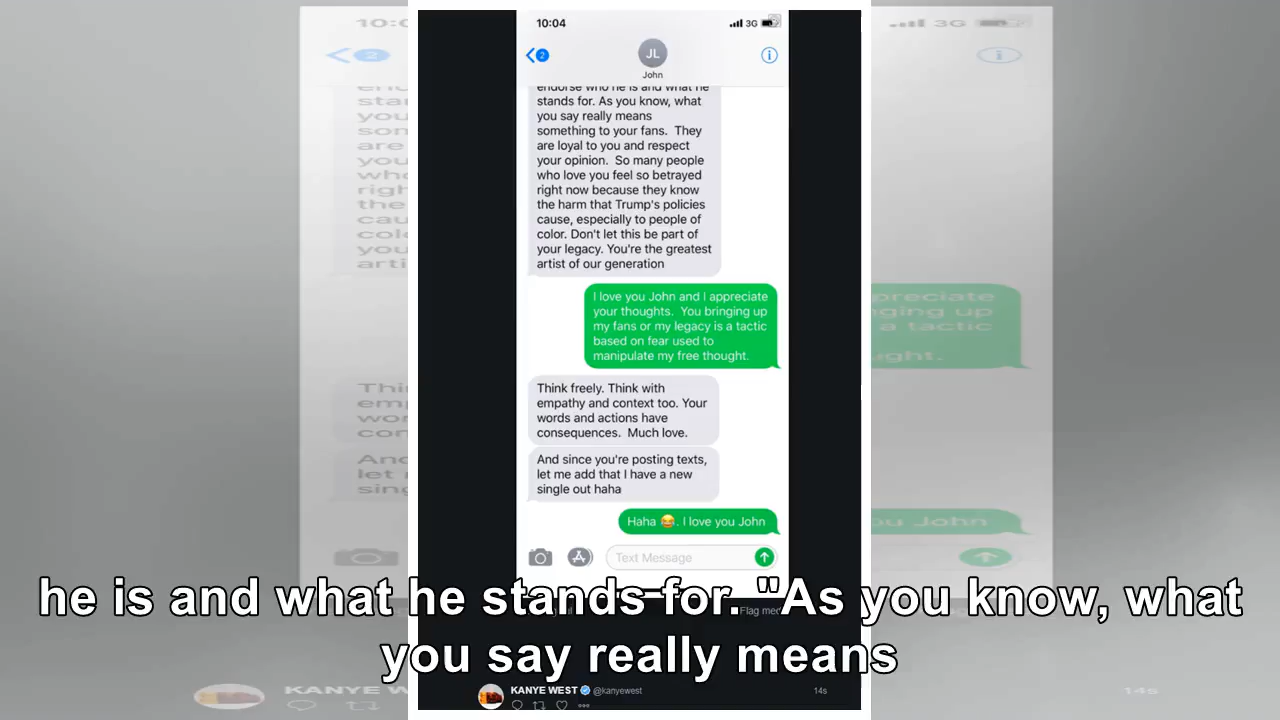 10:04
3G
2
JL
John
endorse who he is and what he
stands for. As you know, what
you say really means
something to your fans.  They
are loyal to you and respect
your opinion.  So many people
who love you feel so betrayed
right now because they know
the harm that Trump's policies
cause, especially to people of
color. Don't let this be part of
your legacy. You're the greatest
artist of our generation
I love you John and I appreciate
your thoughts.  You bringing up
my fans or my legacy is a tactic
based on fear used to
manipulate my free thought.
Think freely. Think with
empathy and context too. Your
words and actions have
consequences.  Much love.
And since you're posting texts,
let me add that I have a new
single out haha
Haha 😂. I love you John
Text Message
he is and what he stands for. "As you know, what
you say really means
Flag med
KANYE WEST @kanyewest
14s